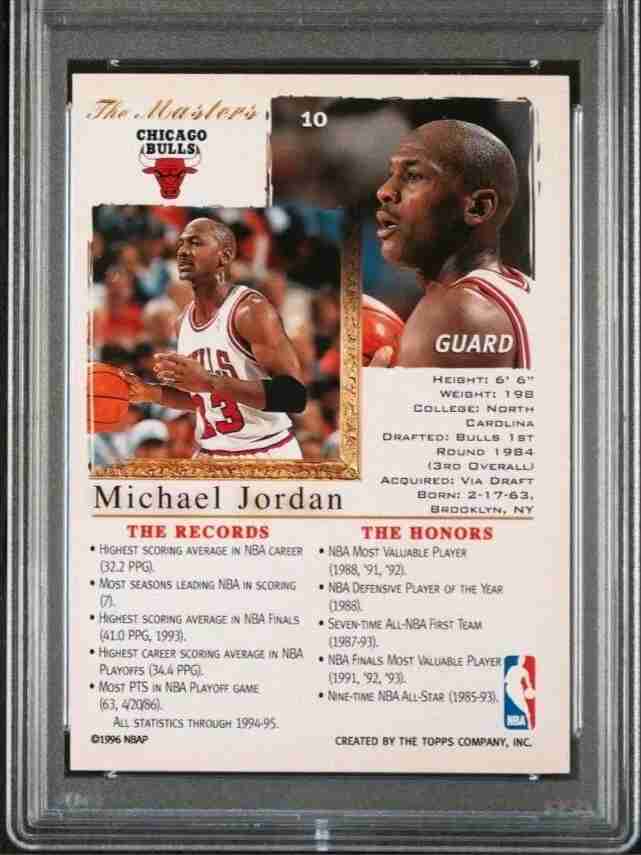 The Masters
10
CHICAGO
BULLS
GUARD
HEIGHT: 6' 6"
WEIGHT: 198
COLLEGE: NORTH
CAROLINA
DRAFTED: BULLS 1ST
ROUND 1984
(3RD OVERALL)
ACQUIRED: VIA DRAFT
BORN: 2-17-63,
BROOKLYN, NY
Michael Jordan
THE RECORDS
• HIGHEST SCORING AVERAGE IN NBA CAREER
(32.2 PPG).
• MOST SEASONS LEADING NBA IN SCORING
(7).
• HIGHEST SCORING AVERAGE IN NBA FINALS
(41.0 PPG, 1993).
• HIGHEST CAREER SCORING AVERAGE IN NBA
PLAYOFFS (34.4 PPG).
• MOST PTS IN NBA PLAYOFF GAME
(63, 4/20/86).
ALL STATISTICS THROUGH 1994-95.
THE HONORS
• NBA MOST VALUABLE PLAYER
(1988, '91, '92).
• NBA DEFENSIVE PLAYER OF THE YEAR
(1988).
• SEVEN-TIME ALL-NBA FIRST TEAM
(1987-93).
• NBA FINALS MOST VALUABLE PLAYER
(1991, '92, '93).
• NINE-TIME NBA ALL-STAR (1985-93).
NBA
©1996 NBAP
CREATED BY THE TOPPS COMPANY, INC.